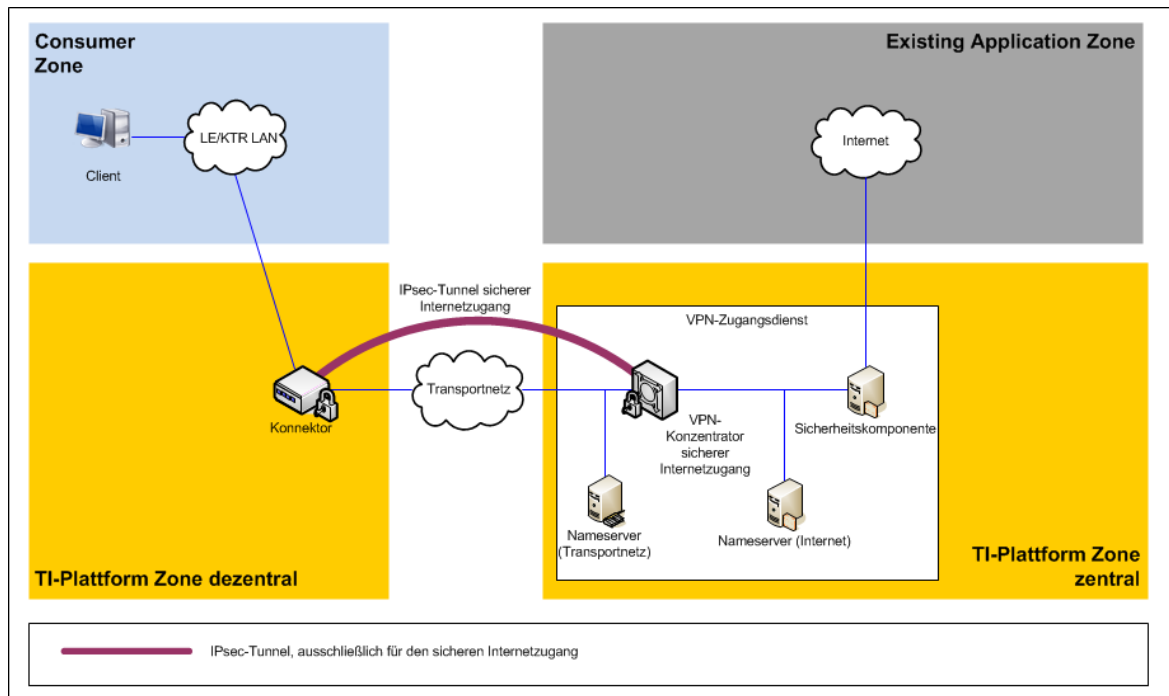 Consumer
Zone
Existing Application Zone
LE/KTR LAN
Client
Internet
IPsec-Tunnel sicherer
Internetzugang
VPN-Zugangsdienst
Transportnetz
Konnektor
VPN-
Konzentrator
sicherer
Internetzugang
Sicherheitskomponente
Nameserver
(Transportnetz)
Nameserver (Internet)
TI-Plattform Zone dezentral
TI-Plattform Zone
zentral
IPsec-Tunnel, ausschließlich für den sicheren Internetzugang